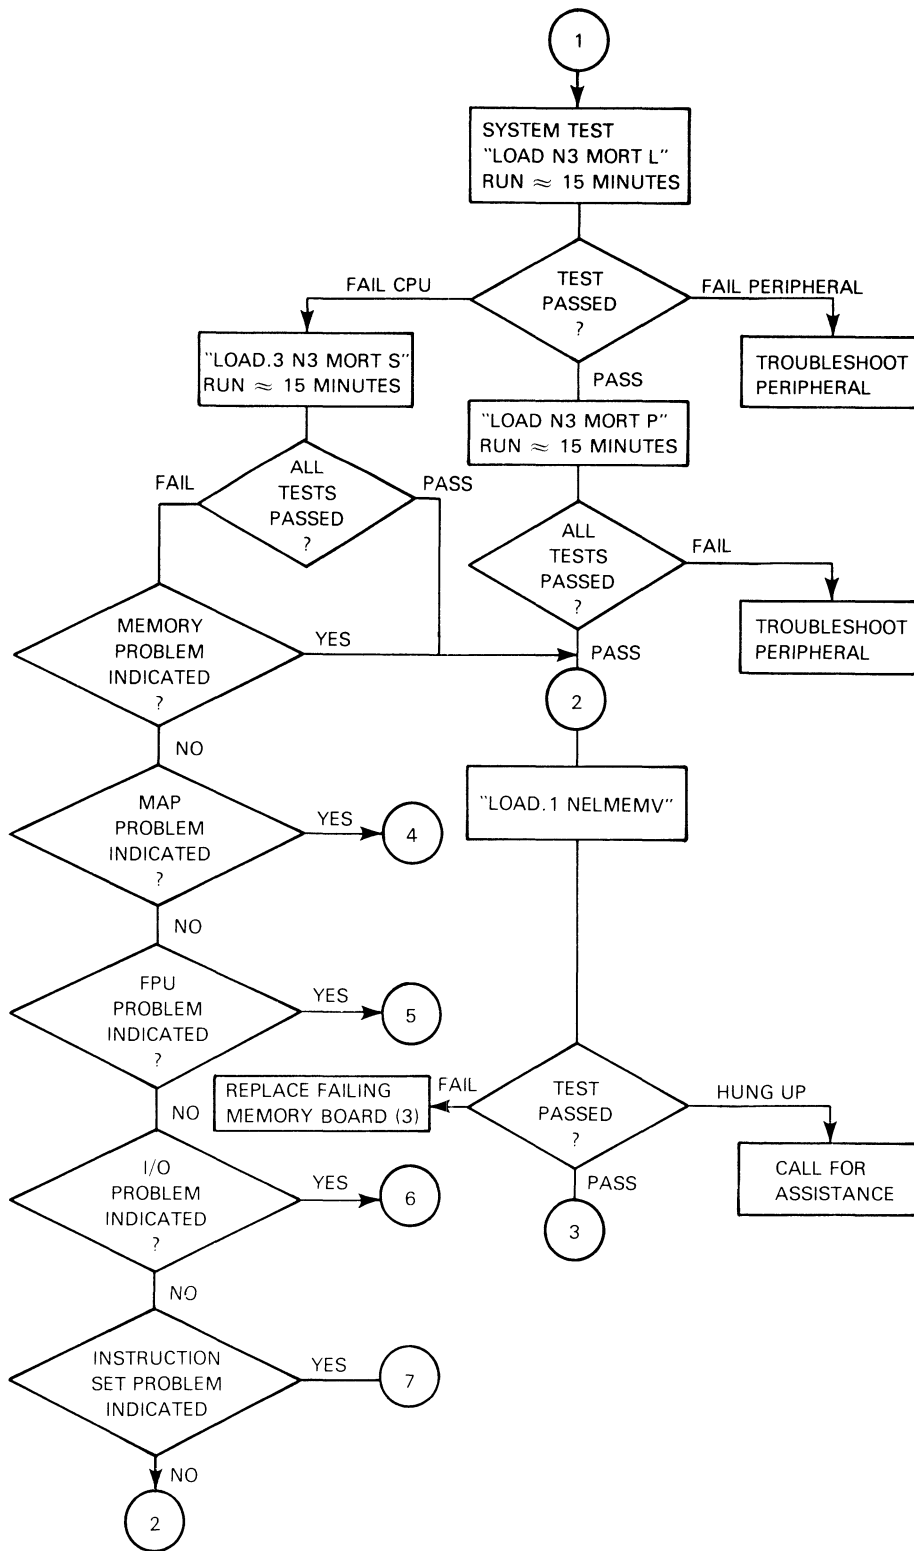 1
SYSTEM TEST
"LOAD N3 MORT L"
RUN ≈ 15 MINUTES
TEST
PASSED
?
FAIL CPU
FAIL PERIPHERAL
PASS
"LOAD.3 N3 MORT S"
RUN ≈ 15 MINUTES
TROUBLESHOOT
PERIPHERAL
"LOAD N3 MORT P"
RUN ≈ 15 MINUTES
ALL
TESTS
PASSED
?
FAIL
PASS
ALL
TESTS
PASSED
?
FAIL
PASS
TROUBLESHOOT
PERIPHERAL
MEMORY
PROBLEM
INDICATED
?
YES
NO
2
"LOAD.1 NELMEMV"
MAP
PROBLEM
INDICATED
?
YES
4
NO
FPU
PROBLEM
INDICATED
?
YES
5
NO
REPLACE FAILING
MEMORY BOARD (3)
FAIL
TEST
PASSED
?
HUNG UP
CALL FOR
ASSISTANCE
PASS
3
I/O
PROBLEM
INDICATED
?
YES
6
NO
INSTRUCTION
SET PROBLEM
INDICATED
YES
7
NO
2